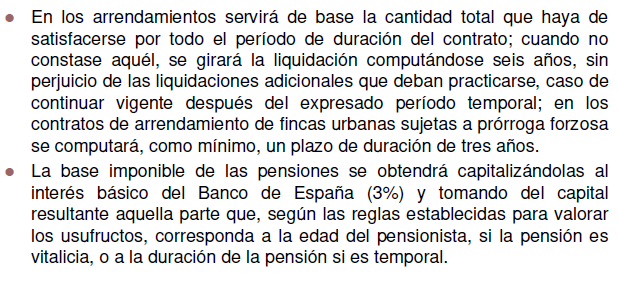 ● En los arrendamientos servirá de base la cantidad total que haya de
satisfacerse por todo el período de duración del contrato; cuando no
constase aquél, se girará la liquidación computándose seis años, sin
perjuicio de las liquidaciones adicionales que deban practicarse, caso de
continuar vigente después del expresado período temporal; en los
contratos de arrendamiento de fincas urbanas sujetas a prórroga forzosa
se computará, como mínimo, un plazo de duración de tres años.
● La base imponible de las pensiones se obtendrá capitalizándolas al
interés básico del Banco de España (3%) y tomando del capital
resultante aquella parte que, según las reglas establecidas para valorar
los usufructos, corresponda a la edad del pensionista, si la pensión es
vitalicia, o a la duración de la pensión si es temporal.